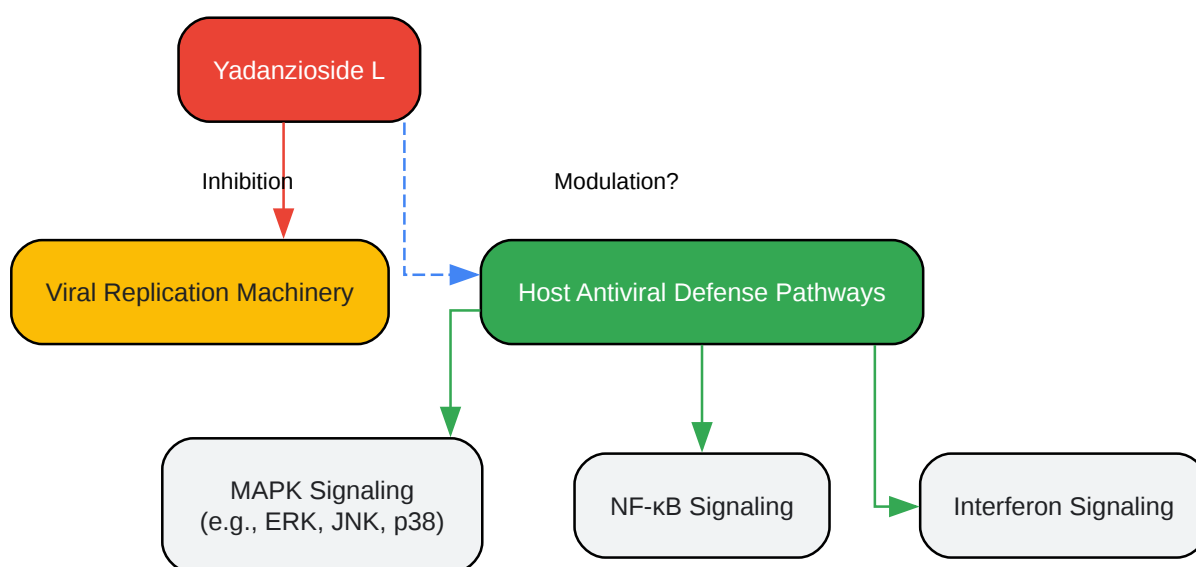 Yadanzioside L
Inhibition
Modulation?
Viral Replication Machinery
Host Antiviral Defense Pathways
MAPK Signaling
(e.g., ERK, JNK, p38)
NF-κB Signaling
Interferon Signaling